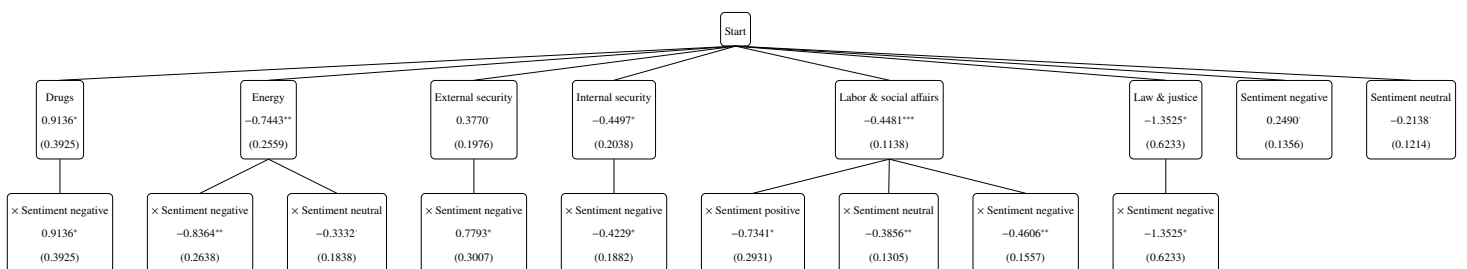 Start
Drugs
0.9136*
(0.3925)
Energy
−0.7443**
(0.2559)
External security
0.3770·
(0.1976)
Internal security
−0.4497*
(0.2038)
Labor & social affairs
−0.4481***
(0.1138)
Law & justice
−1.3525*
(0.6233)
Sentiment negative
0.2490·
(0.1356)
Sentiment neutral
−0.2138·
(0.1214)
× Sentiment negative
0.9136*
(0.3925)
× Sentiment negative
−0.8364**
(0.2638)
× Sentiment neutral
−0.3332·
(0.1838)
× Sentiment negative
0.7793*
(0.3007)
× Sentiment negative
−0.4229*
(0.1882)
× Sentiment positive
−0.7341*
(0.2931)
× Sentiment neutral
−0.3856**
(0.1305)
× Sentiment negative
−0.4606**
(0.1557)
× Sentiment negative
−1.3525*
(0.6233)